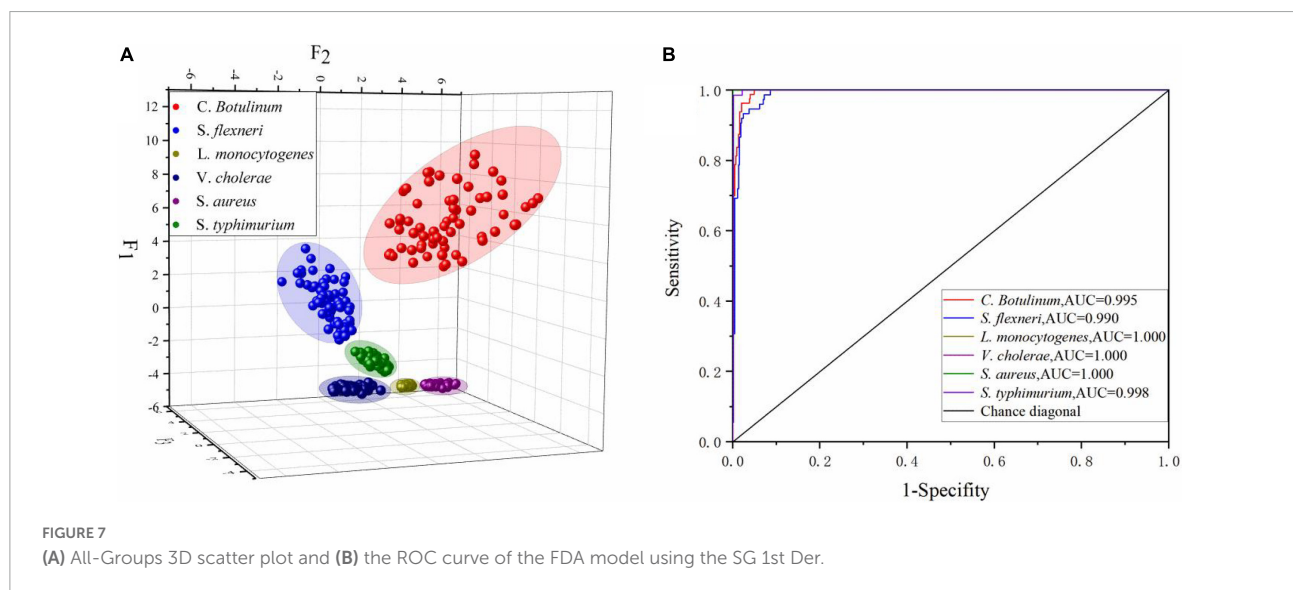 A
F2
-6 -4 -2 0 2 4 6
C. Botulinum
S. flexneri
L. monocytogenes
V. cholerae
S. aureus
S. typhimurium
12
10
8
6
4
2
0
-2
-4
-6
F1
B
Sensitivity
1.0
0.8
0.6
0.4
0.2
0.0
C. Botulinum,AUC=0.995
S. flexneri,AUC=0.990
L. monocytogenes,AUC=1.000
V. cholerae,AUC=1.000
S. aureus,AUC=1.000
S. typhimurium,AUC=0.998
Chance diagonal
0.0 0.2 0.4 0.6 0.8 1.0
1-Specifity
FIGURE 7
(A) All-Groups 3D scatter plot and (B) the ROC curve of the FDA model using the SG 1st Der.